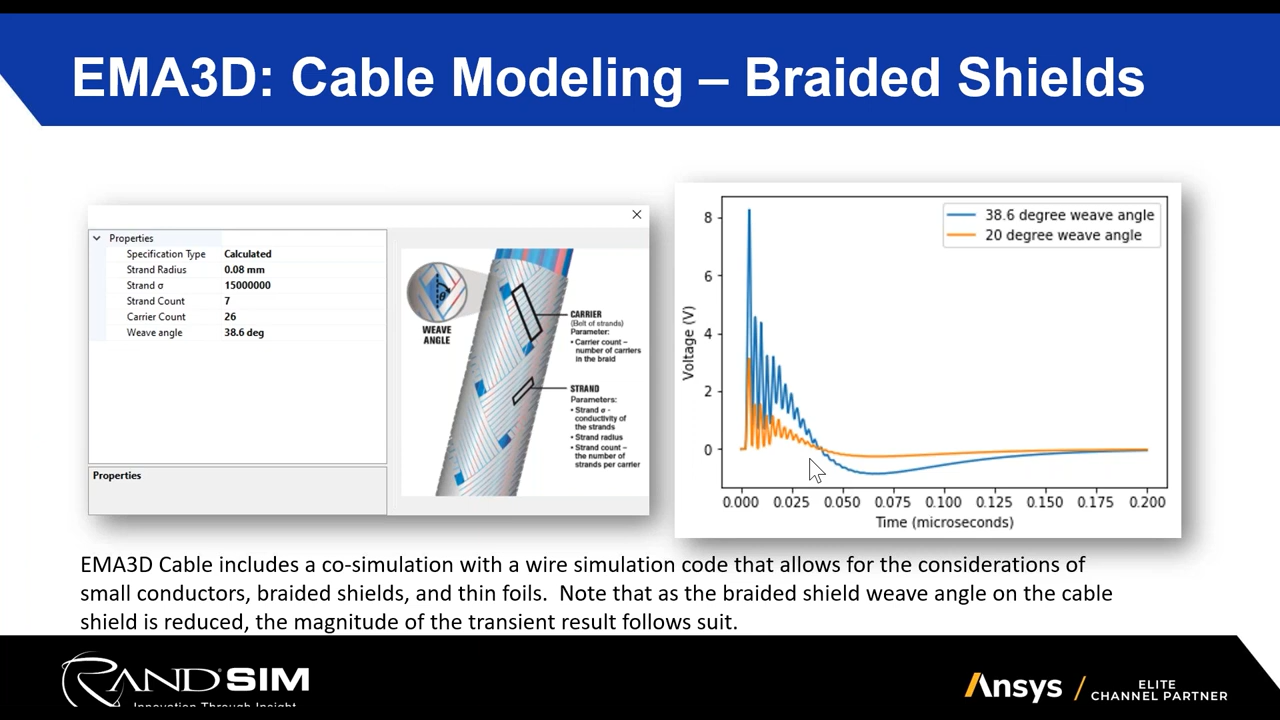 EMA3D: Cable Modeling – Braided Shields
Properties
Specification Type Calculated
Strand Radius 0.08 mm
Strand σ 15000000
Strand Count 7
Carrier Count 26
Weave angle 38.6 deg
Properties
θ
WEAVE
ANGLE
CARRIER
(Belt of strands)
Parameter:
• Carrier count –
number of carriers
in the braid
STRAND
Parameters:
• Strand σ -
conductivity of
the strands
• Strand radius
• Strand count –
the number of
strands per carrier
38.6 degree weave angle
20 degree weave angle
Voltage (V)
8
6
4
2
0
0.000 0.025 0.050 0.075 0.100 0.125 0.150 0.175 0.200
Time (microseconds)
EMA3D Cable includes a co-simulation with a wire simulation code that allows for the considerations of
small conductors, braided shields, and thin foils. Note that as the braided shield weave angle on the cable
shield is reduced, the magnitude of the transient result follows suit.
RAND SIM
Innovation Through Insight
Ansys / ELITE
CHANNEL PARTNER